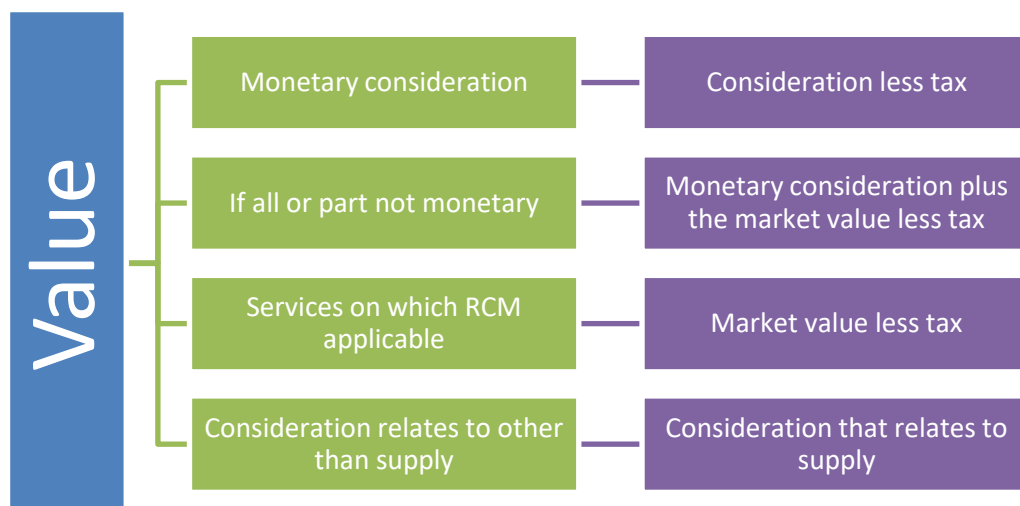 Value
Monetary consideration
Consideration less tax
If all or part not monetary
Monetary consideration plus
the market value less tax
Services on which RCM
applicable
Market value less tax
Consideration relates to other
than supply
Consideration that relates to
supply